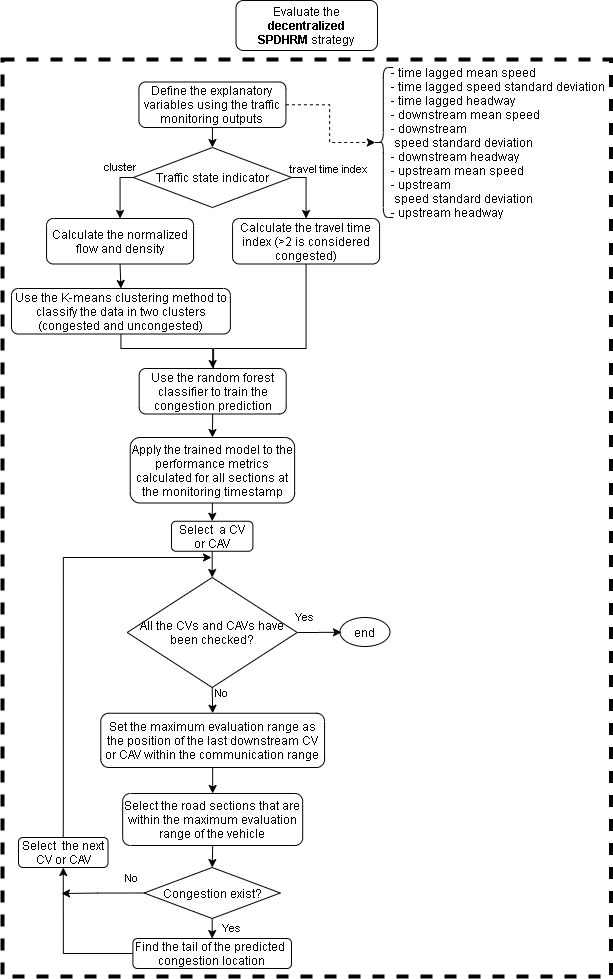 Evaluate the
decentralized
SPDHRM strategy
Define the explanatory
variables using the traffic
monitoring outputs
- time lagged mean speed
- time lagged speed standard deviation
- time lagged headway
- downstream mean speed
- downstream
speed standard deviation
- downstream headway
- upstream mean speed
- upstream
speed standard deviation
- upstream headway
cluster
Traffic state indicator
travel time index
Calculate the normalized
flow and density
Calculate the travel time
index (>2 is considered
congested)
Use the K-means clustering method to
classify the data in two clusters
(congested and uncongested)
Use the random forest
classifier to train the
congestion prediction
Apply the trained model to the
performance metrics
calculated for all sections at
the monitoring timestamp
Select a CV
or CAV
All the CVs and CAVs have
been checked?
Yes
end
No
Set the maximum evaluation range as
the position of the last downstream CV
or CAV within the communication range
Select the road sections that are
within the maximum evaluation
range of the vehicle
Select the next
CV or CAV
No
Congestion exist?
Yes
Find the tail of the predicted
congestion location